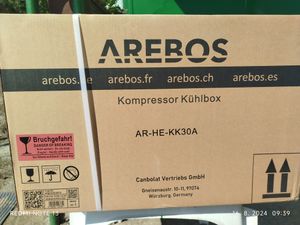 AREBOS
arebos.de arebos.fr arebos.ch arebos.es
Kompressor Kühlbox
AR-HE-KK30A
Bruchgefahr!
DANGER OF BREAKING
Canbolat Vertriebs GmbH
Gneisenaustr. 10-11, 97074
Würzburg, Germany
REDMI NOTE 13
8.2024 09:39